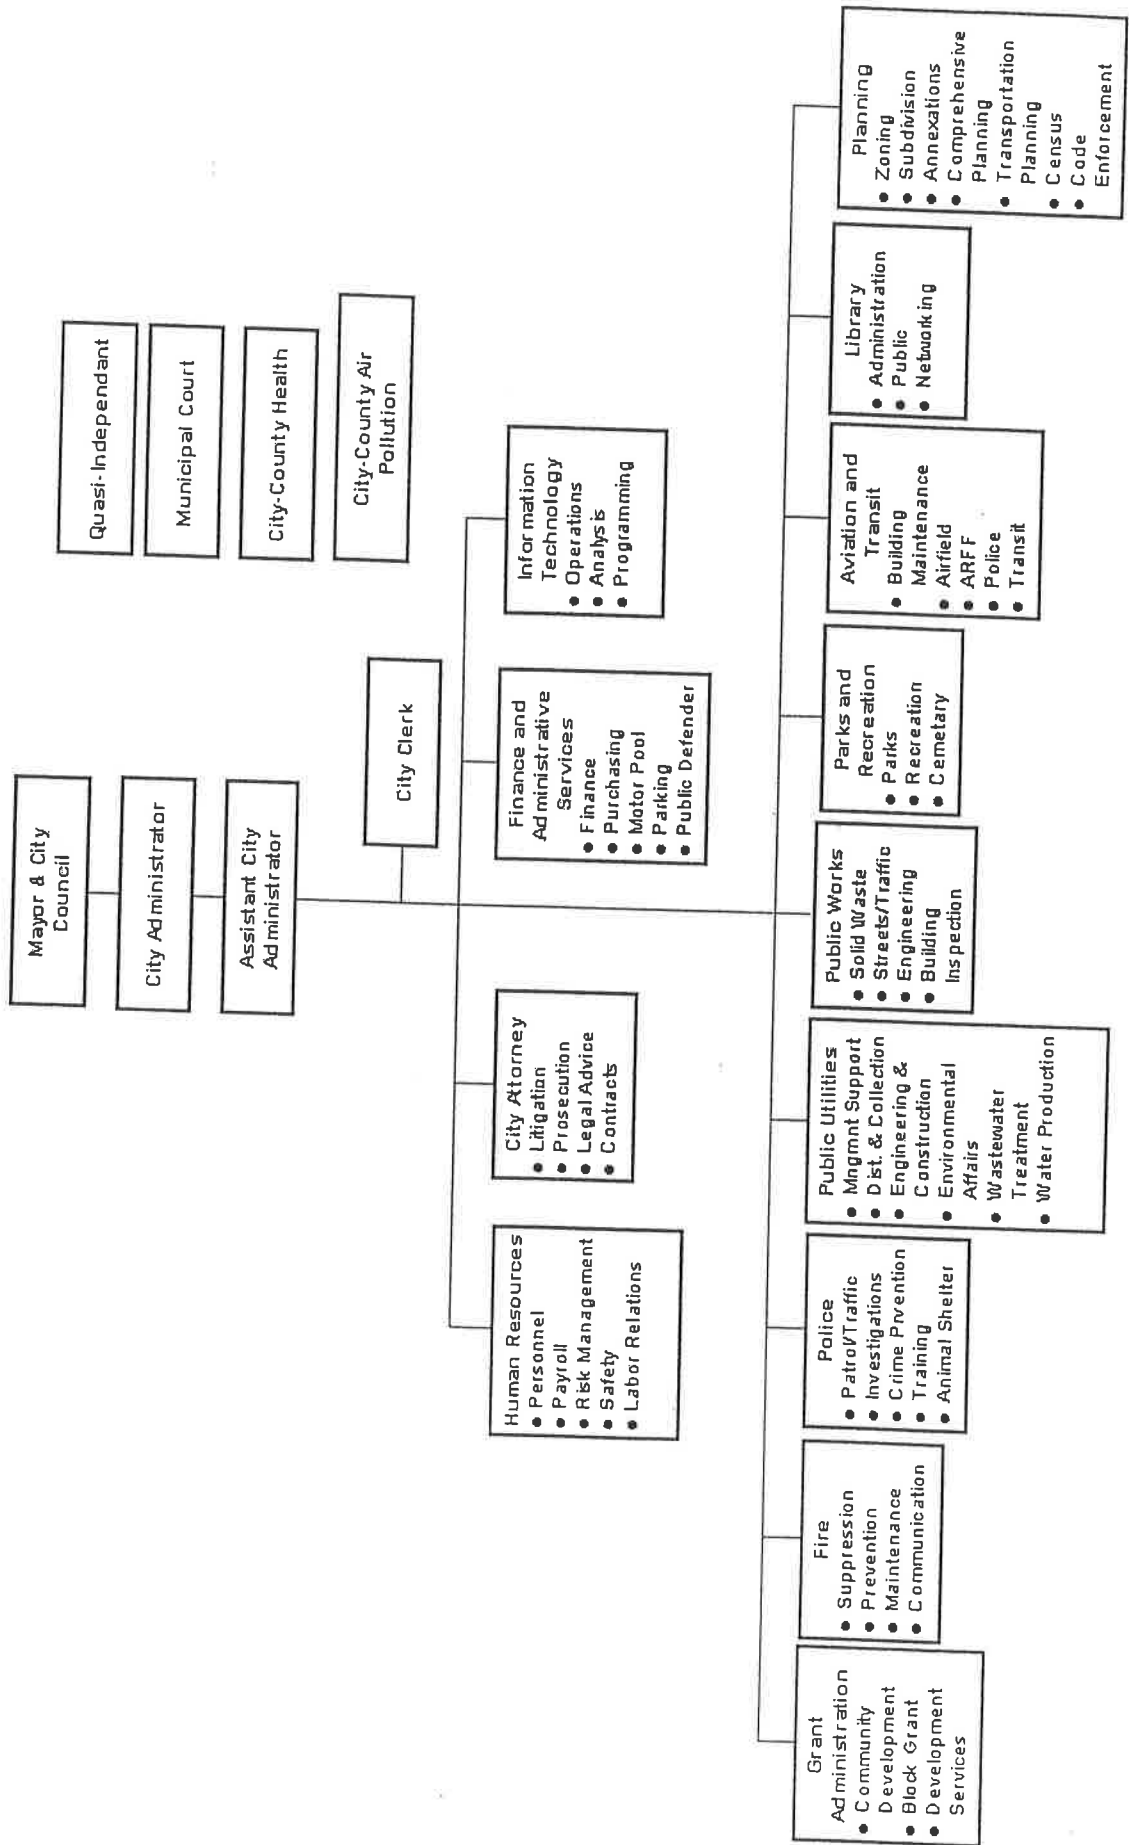 Mayor & City
Council
City Administrator
Assistant City
Administrator
City Clerk
Quasi-Independant
Municipal Court
City-County Health
City-County Air
Pollution
Human Resources
● Personnel
● Payroll
● Risk Management
● Safety
● Labor Relations
City Attorney
● Litigation
● Prosecution
● Legal Advice
● Contracts
Finance and
Administrative
Services
● Finance
● Purchasing
● Motor Pool
● Parking
● Public Defender
Information
Technology
● Operations
● Analysis
● Programming
Grant
Administration
● Community
Development
● Block Grant
● Development
Services
Fire
● Suppression
● Prevention
● Maintenance
● Communication
Police
● Patrol/Traffic
● Investigations
● Crime Prvention
● Training
● Animal Shelter
Public Utilities
● Mngmnt Support
● Dist. & Collection
● Engineering &
Construction
● Environmental
Affairs
● Wastewater
Treatment
● Water Production
Public Works
● Solid Waste
● Streets/Traffic
● Engineering
● Building
Inspection
Parks and
Recreation
● Parks
● Recreation
● Cemetary
Aviation and
Transit
● Building
Maintenance
● Airfield
● ARFF
● Police
● Transit
Library
● Administration
● Public
● Networking
Planning
● Zoning
● Subdivision
● Annexations
● Comprehensive
Planning
● Transportation
Planning
● Census
● Code
Enforcement